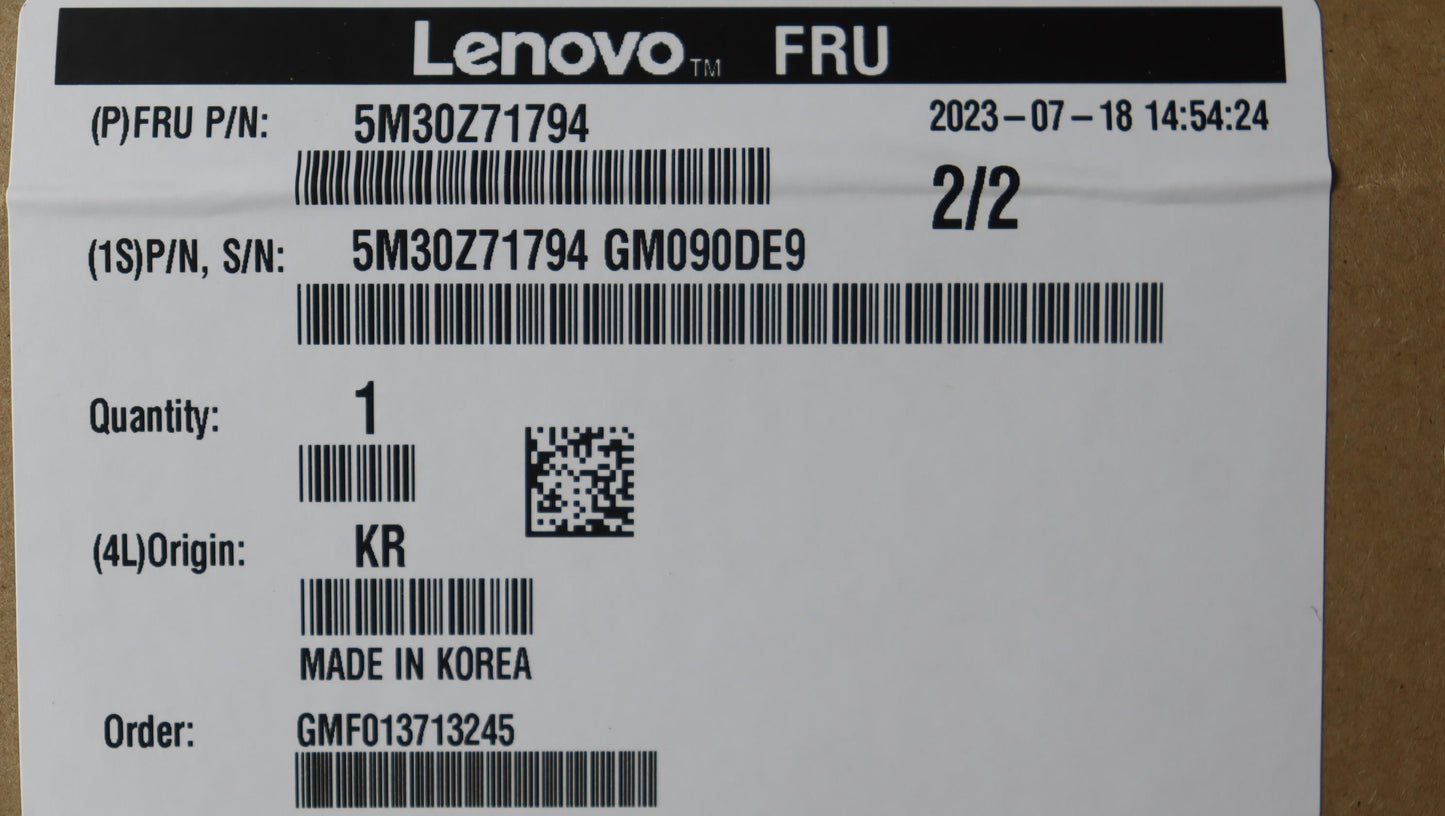 Lenovo™ FRU
(P)FRU P/N: 5M30Z71794 2023-07-18 14:54:24
2/2
(1S)P/N, S/N: 5M30Z71794 GM090DE9
Quantity: 1
(4L)Origin: KR
MADE IN KOREA
Order: GMF013713245